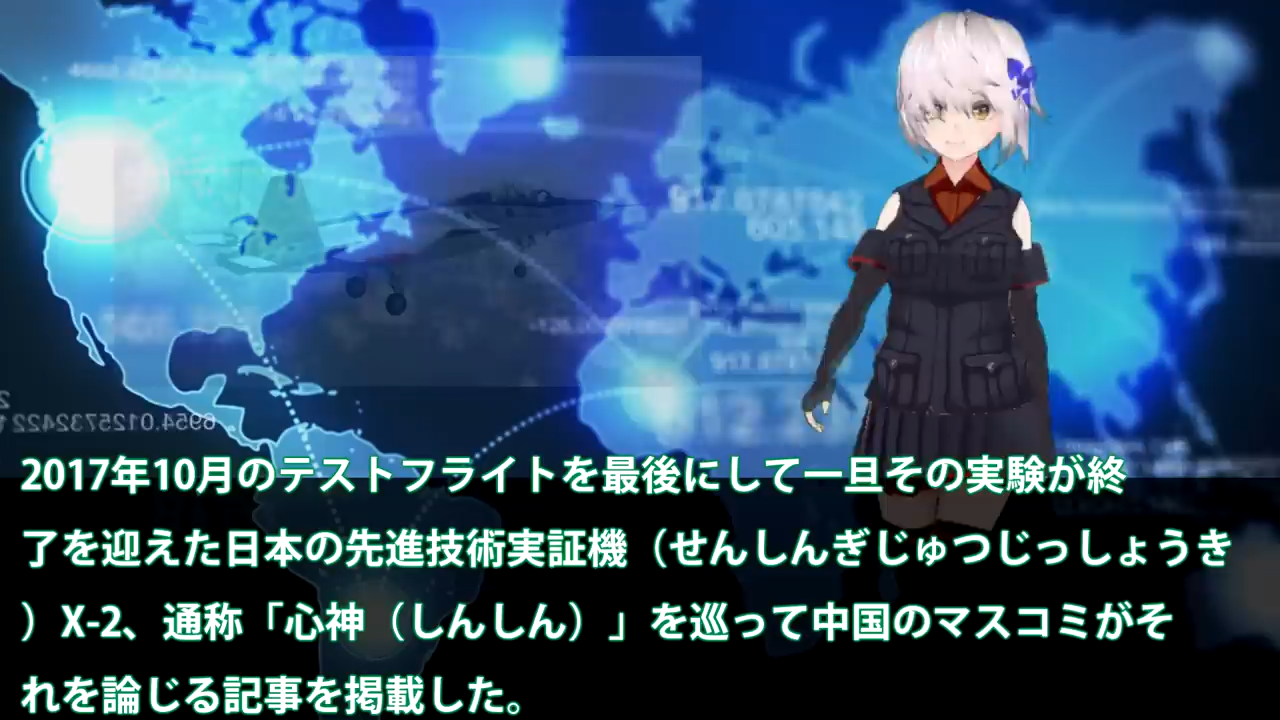 6954.0125732422
2017年10月のテストフライトを最後にして一旦その実験が終
了を迎えた日本の先進技術実証機（せんしんぎじゅつじっしょうき
）X-2、通称「心神（しんしん）」を巡って中国のマスコミがそ
れを論じる記事を掲載した。